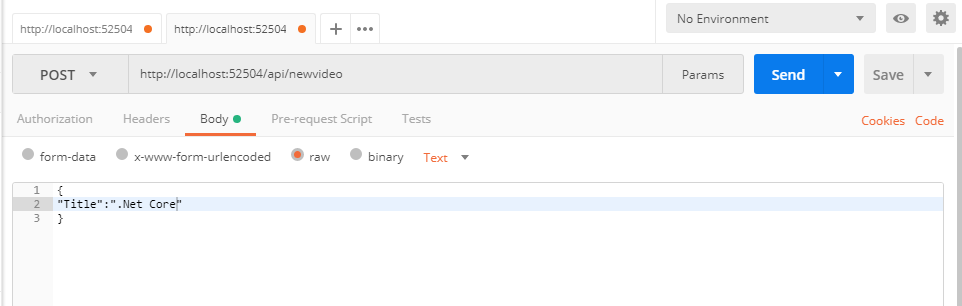 http://localhost:52504 http://localhost:52504 + ••• No Environment
POST http://localhost:52504/api/newvideo Params Send Save
Authorization Headers Body Pre-request Script Tests Cookies Code
form-data x-www-form-urlencoded raw binary Text
1 {
2 "Title":".Net Core"
3 }